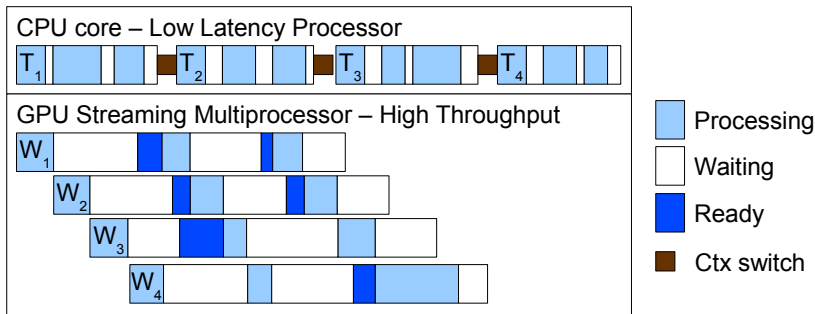 CPU core – Low Latency Processor
T1 T2 T3 T4
GPU Streaming Multiprocessor – High Throughput
W1
W2
W3
W4
Processing
Waiting
Ready
Ctx switch